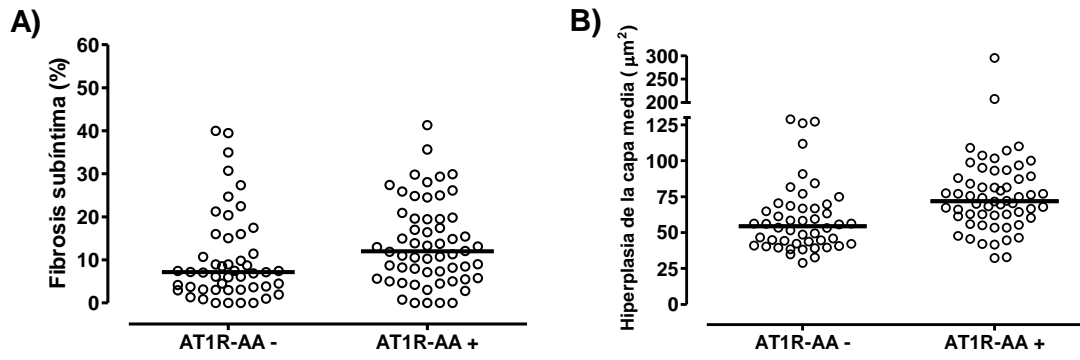 A)
Fibrosis subíntima (%)
60
50
40
30
20
10
0
AT1R-AA -
AT1R-AA +
B)
Hiperplasia de la capa media (μm²)
300
250
200
125
100
75
50
25
0
AT1R-AA -
AT1R-AA +